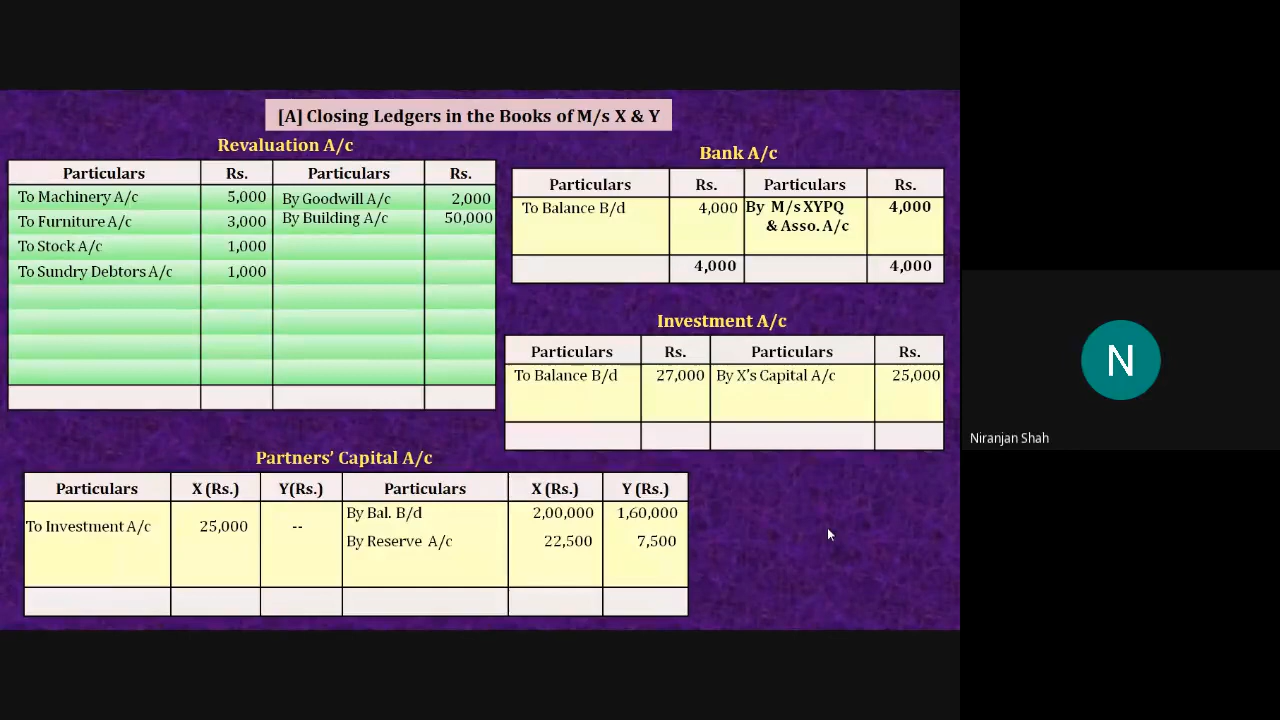 [A] Closing Ledgers in the Books of M/s X & Y
Revaluation A/c
Particulars Rs. Particulars Rs.
To Machinery A/c 5,000 By Goodwill A/c 2,000
To Furniture A/c 3,000 By Building A/c 50,000
To Stock A/c 1,000
To Sundry Debtors A/c 1,000
Bank A/c
Particulars Rs. Particulars Rs.
To Balance B/d 4,000 By M/s XYPQ 4,000
& Asso. A/c
4,000 4,000
Investment A/c
Particulars Rs. Particulars Rs.
To Balance B/d 27,000 By X's Capital A/c 25,000
Partners' Capital A/c
Particulars X (Rs.) Y(Rs.) Particulars X (Rs.) Y (Rs.)
By Bal. B/d 2,00,000 1,60,000
To Investment A/c 25,000 --
By Reserve A/c 22,500 7,500
N
Niranjan Shah